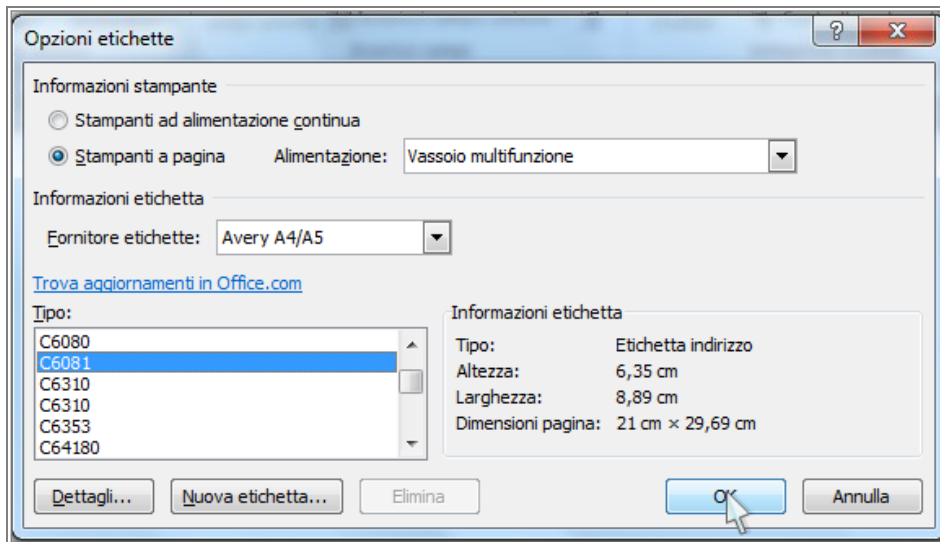 Opzioni etichette
Informazioni stampante
Stampanti ad alimentazione continua
Stampanti a pagina Alimentazione: Vassoio multifunzione
Informazioni etichetta
Fornitore etichette: Avery A4/A5
Trova aggiornamenti in Office.com
Tipo:
C6080
C6081
C6310
C6310
C6353
C64180
Informazioni etichetta
Tipo: Etichetta indirizzo
Altezza: 6,35 cm
Larghezza: 8,89 cm
Dimensioni pagina: 21 cm × 29,69 cm
Dettagli... Nuova etichetta... Elimina OK Annulla